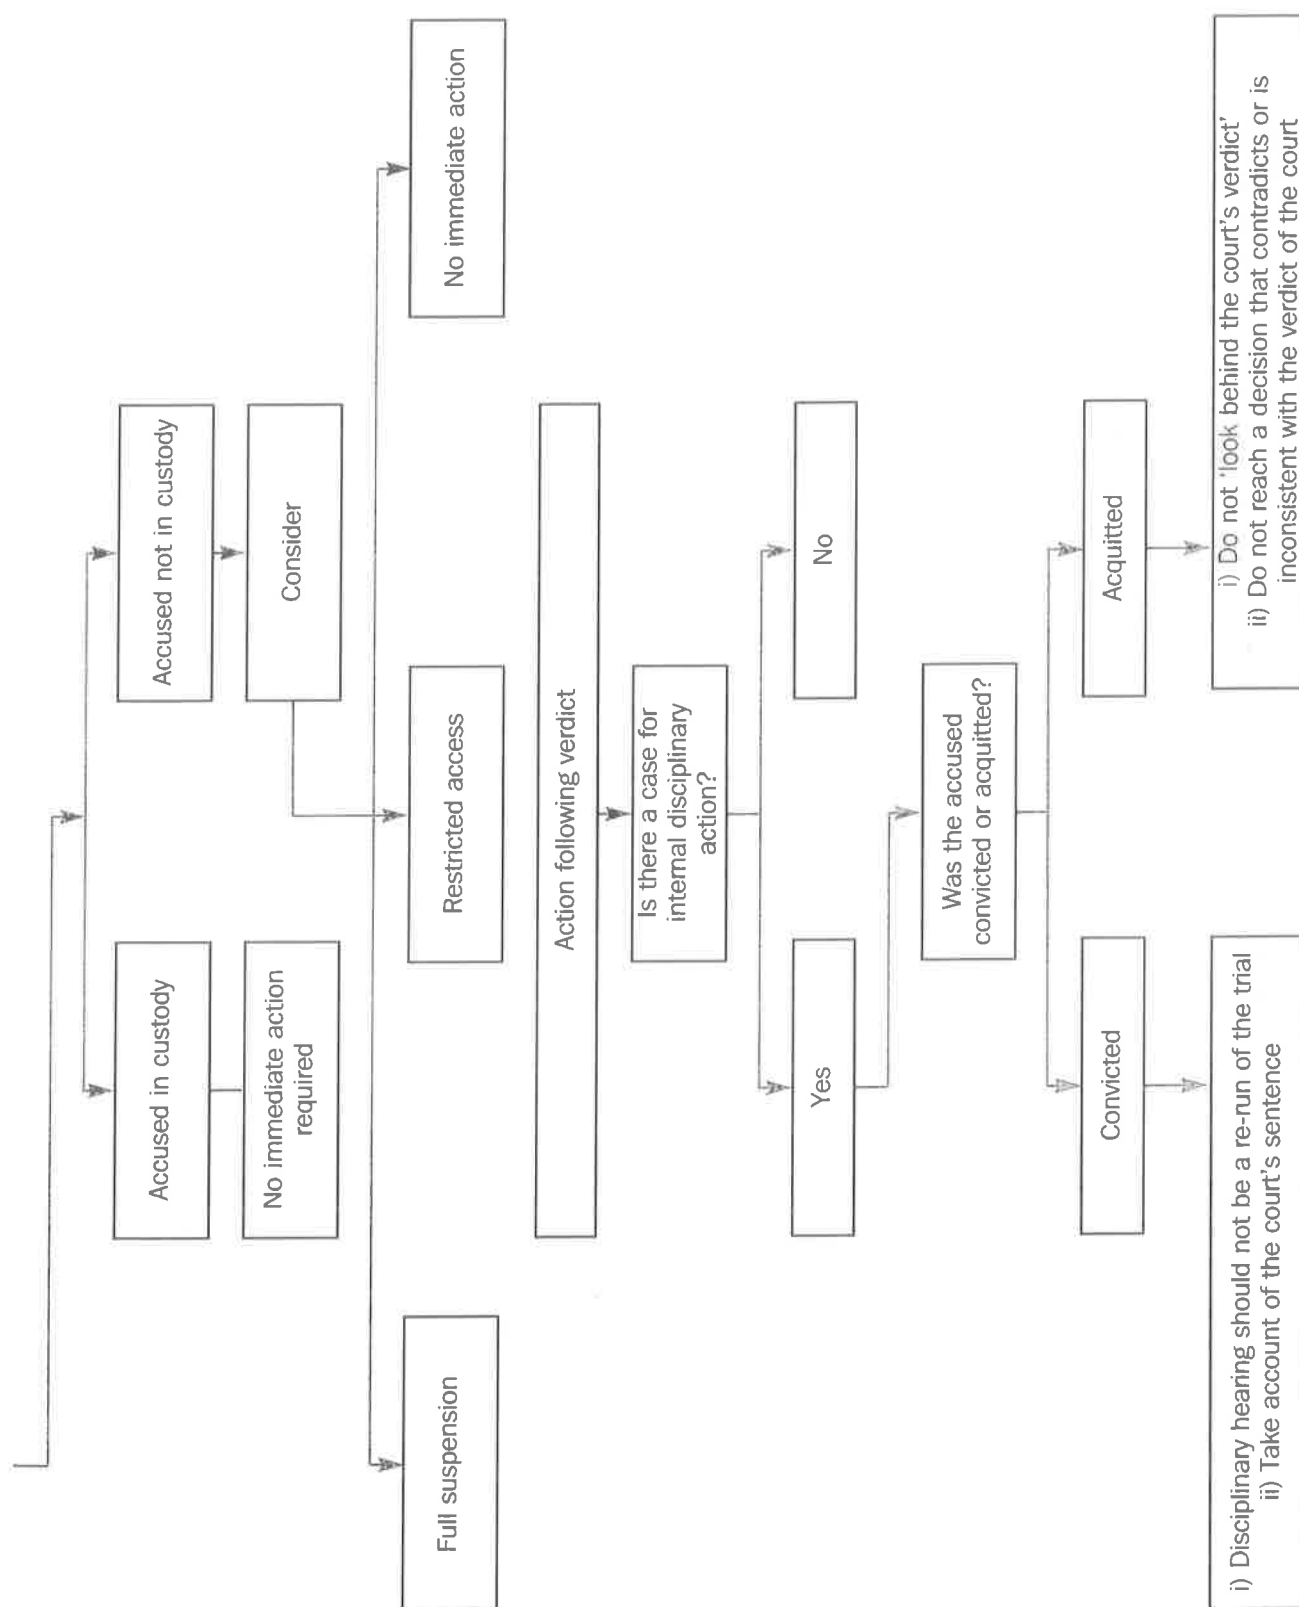 Accused in custody
Accused not in custody
No immediate action
required
Consider
Full suspension
Restricted access
No immediate action
Action following verdict
Is there a case for
internal disciplinary
action?
Yes
No
Was the accused
convicted or acquitted?
Convicted
Acquitted
i) Disciplinary hearing should not be a re-run of the trial
ii) Take account of the court's sentence
i) Do not 'look behind the court's verdict'
ii) Do not reach a decision that contradicts or is
inconsistent with the verdict of the court